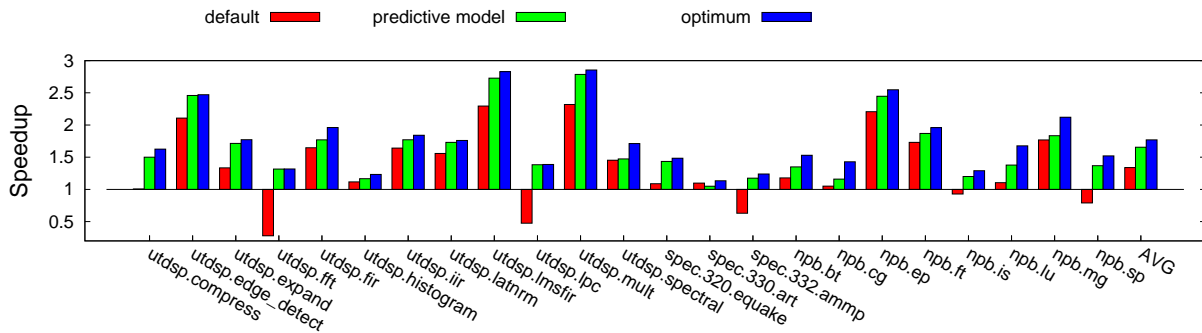 default
predictive model
optimum
Speedup
3
2.5
2
1.5
1
0.5
utdsp.compress
utdsp.edge_detect
utdsp.expand
utdsp.fft
utdsp.fir
utdsp.histogram
utdsp.iir
utdsp.latnrm
utdsp.lmsfir
utdsp.lpc
utdsp.mult
utdsp.spectral
spec.320.equake
spec.330.art
spec.332.ammp
npb.bt
npb.cg
npb.ep
npb.ft
npb.is
npb.lu
npb.mg
npb.sp
AVG